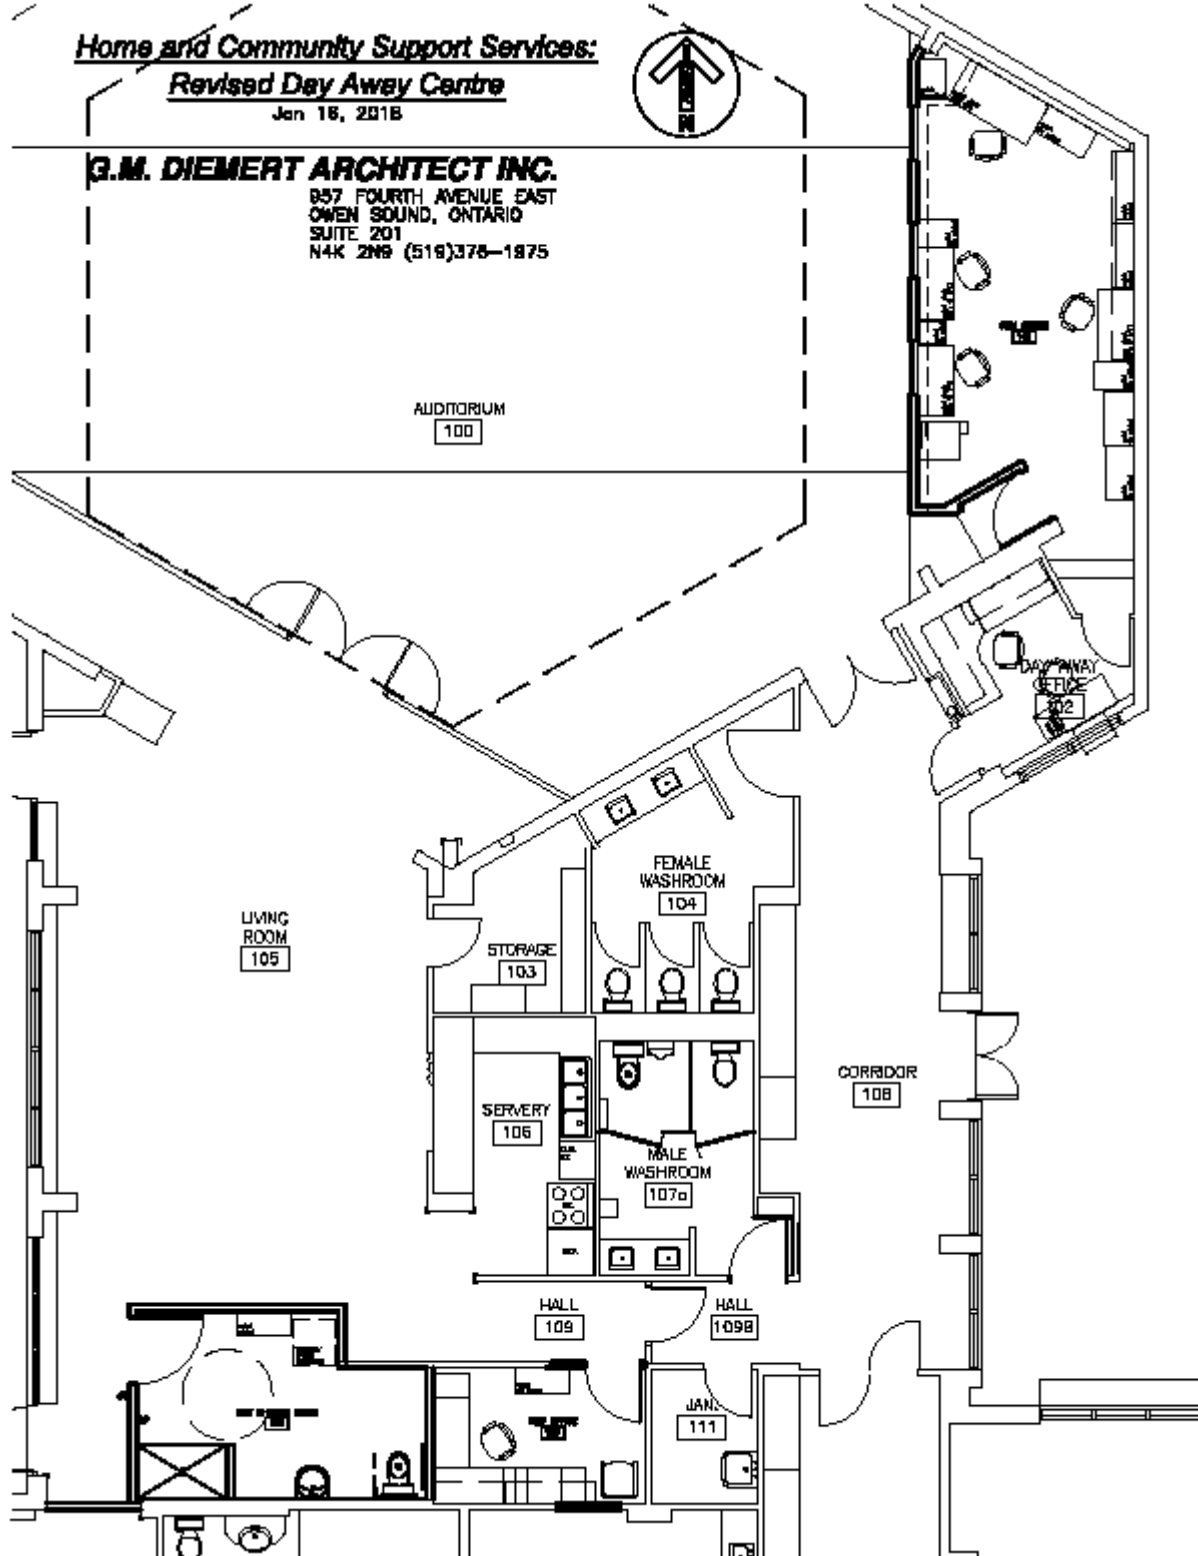 Home and Community Support Services:
Revised Day Away Centre
Jan 16, 2018
G.M. DIEMERT ARCHITECT INC.
957 FOURTH AVENUE EAST
OWEN SOUND, ONTARIO
SUITE 201
N4K 2N9 (519)376-1975
N
AUDITORIUM
100
DAY AWAY
OFFICE
102
FEMALE
WASHROOM
104
LIVING
ROOM
105
STORAGE
103
CORRIDOR
108
SERVERY
106
MALE
WASHROOM
107a
HALL
109
HALL
109B
JAN.
111